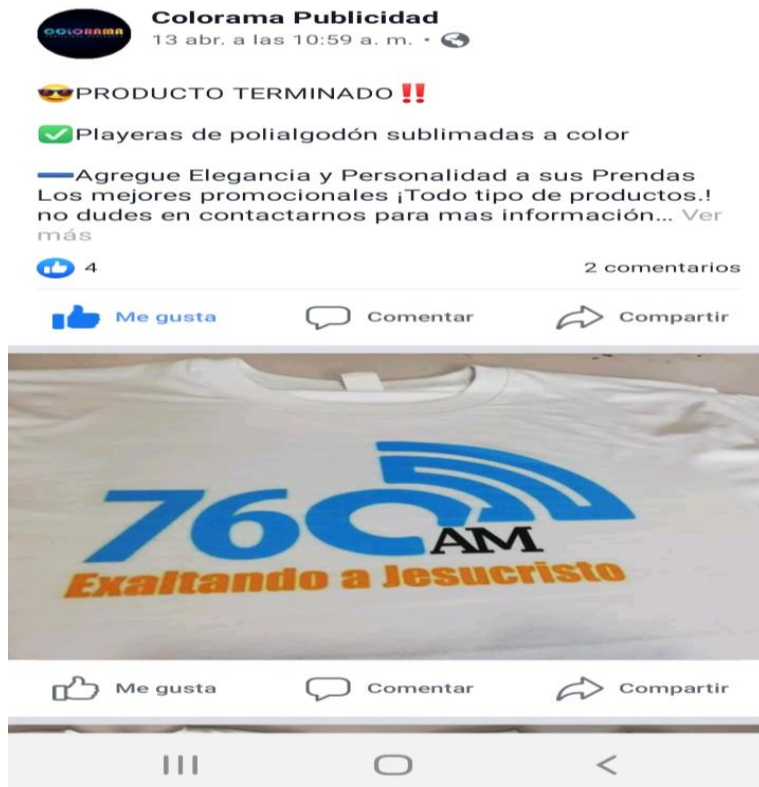 COLORAMA
Colorama Publicidad
13 abr. a las 10:59 a. m. ·
😎PRODUCTO TERMINADO‼️
✅Playeras de polialgodón sublimadas a color
➖Agregue Elegancia y Personalidad a sus Prendas
Los mejores promocionales ¡Todo tipo de productos.!
no dudes en contactarnos para mas información... Ver
más
4
2 comentarios
Me gusta
Comentar
Compartir
760
AM
Exaltando a Jesucristo
Me gusta
Comentar
Compartir